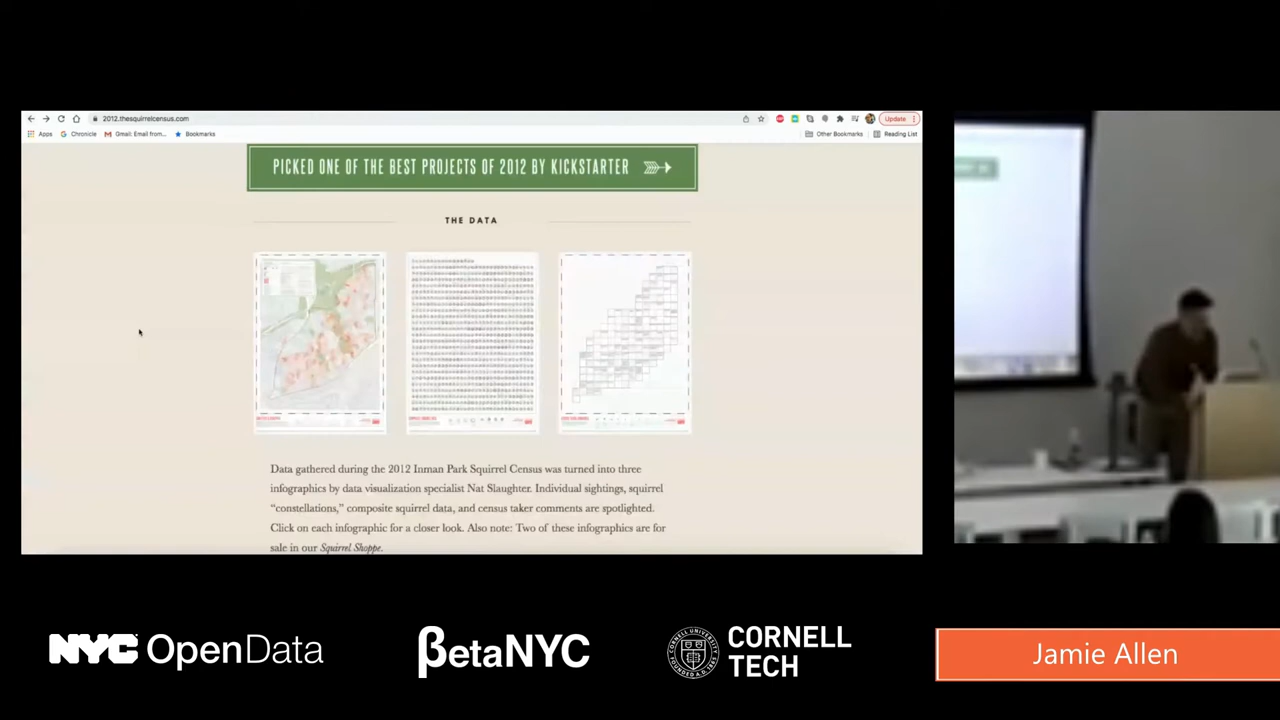 2012.thesquirrelcensus.com
Update
Apps
Chronicle
Gmail: Email from...
Bookmarks
Other Bookmarks
Reading List
PICKED ONE OF THE BEST PROJECTS OF 2012 BY KICKSTARTER
THE DATA
Data gathered during the 2012 Inman Park Squirrel Census was turned into three
infographics by data visualization specialist Nat Slaughter. Individual sightings, squirrel
“constellations,” composite squirrel data, and census taker comments are spotlighted.
Click on each infographic for a closer look. Also note: Two of these infographics are for
sale in our Squirrel Shoppe.
NYC OpenData
βetaNYC
CORNELL
TECH
Jamie Allen